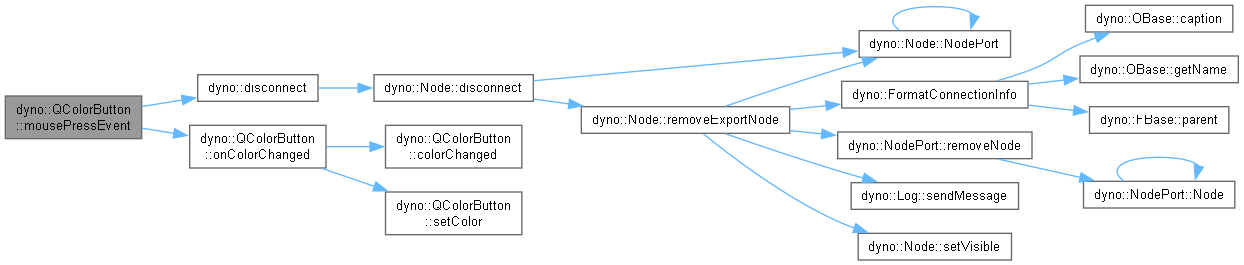 dyno::QColorButton
::mousePressEvent
dyno::disconnect
dyno::QColorButton
::onColorChanged
dyno::Node::disconnect
dyno::QColorButton
::colorChanged
dyno::QColorButton
::setColor
dyno::Node::NodePort
dyno::Node::removeExportNode
dyno::FormatConnectionInfo
dyno::NodePort::removeNode
dyno::Log::sendMessage
dyno::Node::setVisible
dyno::OBase::caption
dyno::OBase::getName
dyno::FBase::parent
dyno::NodePort::Node